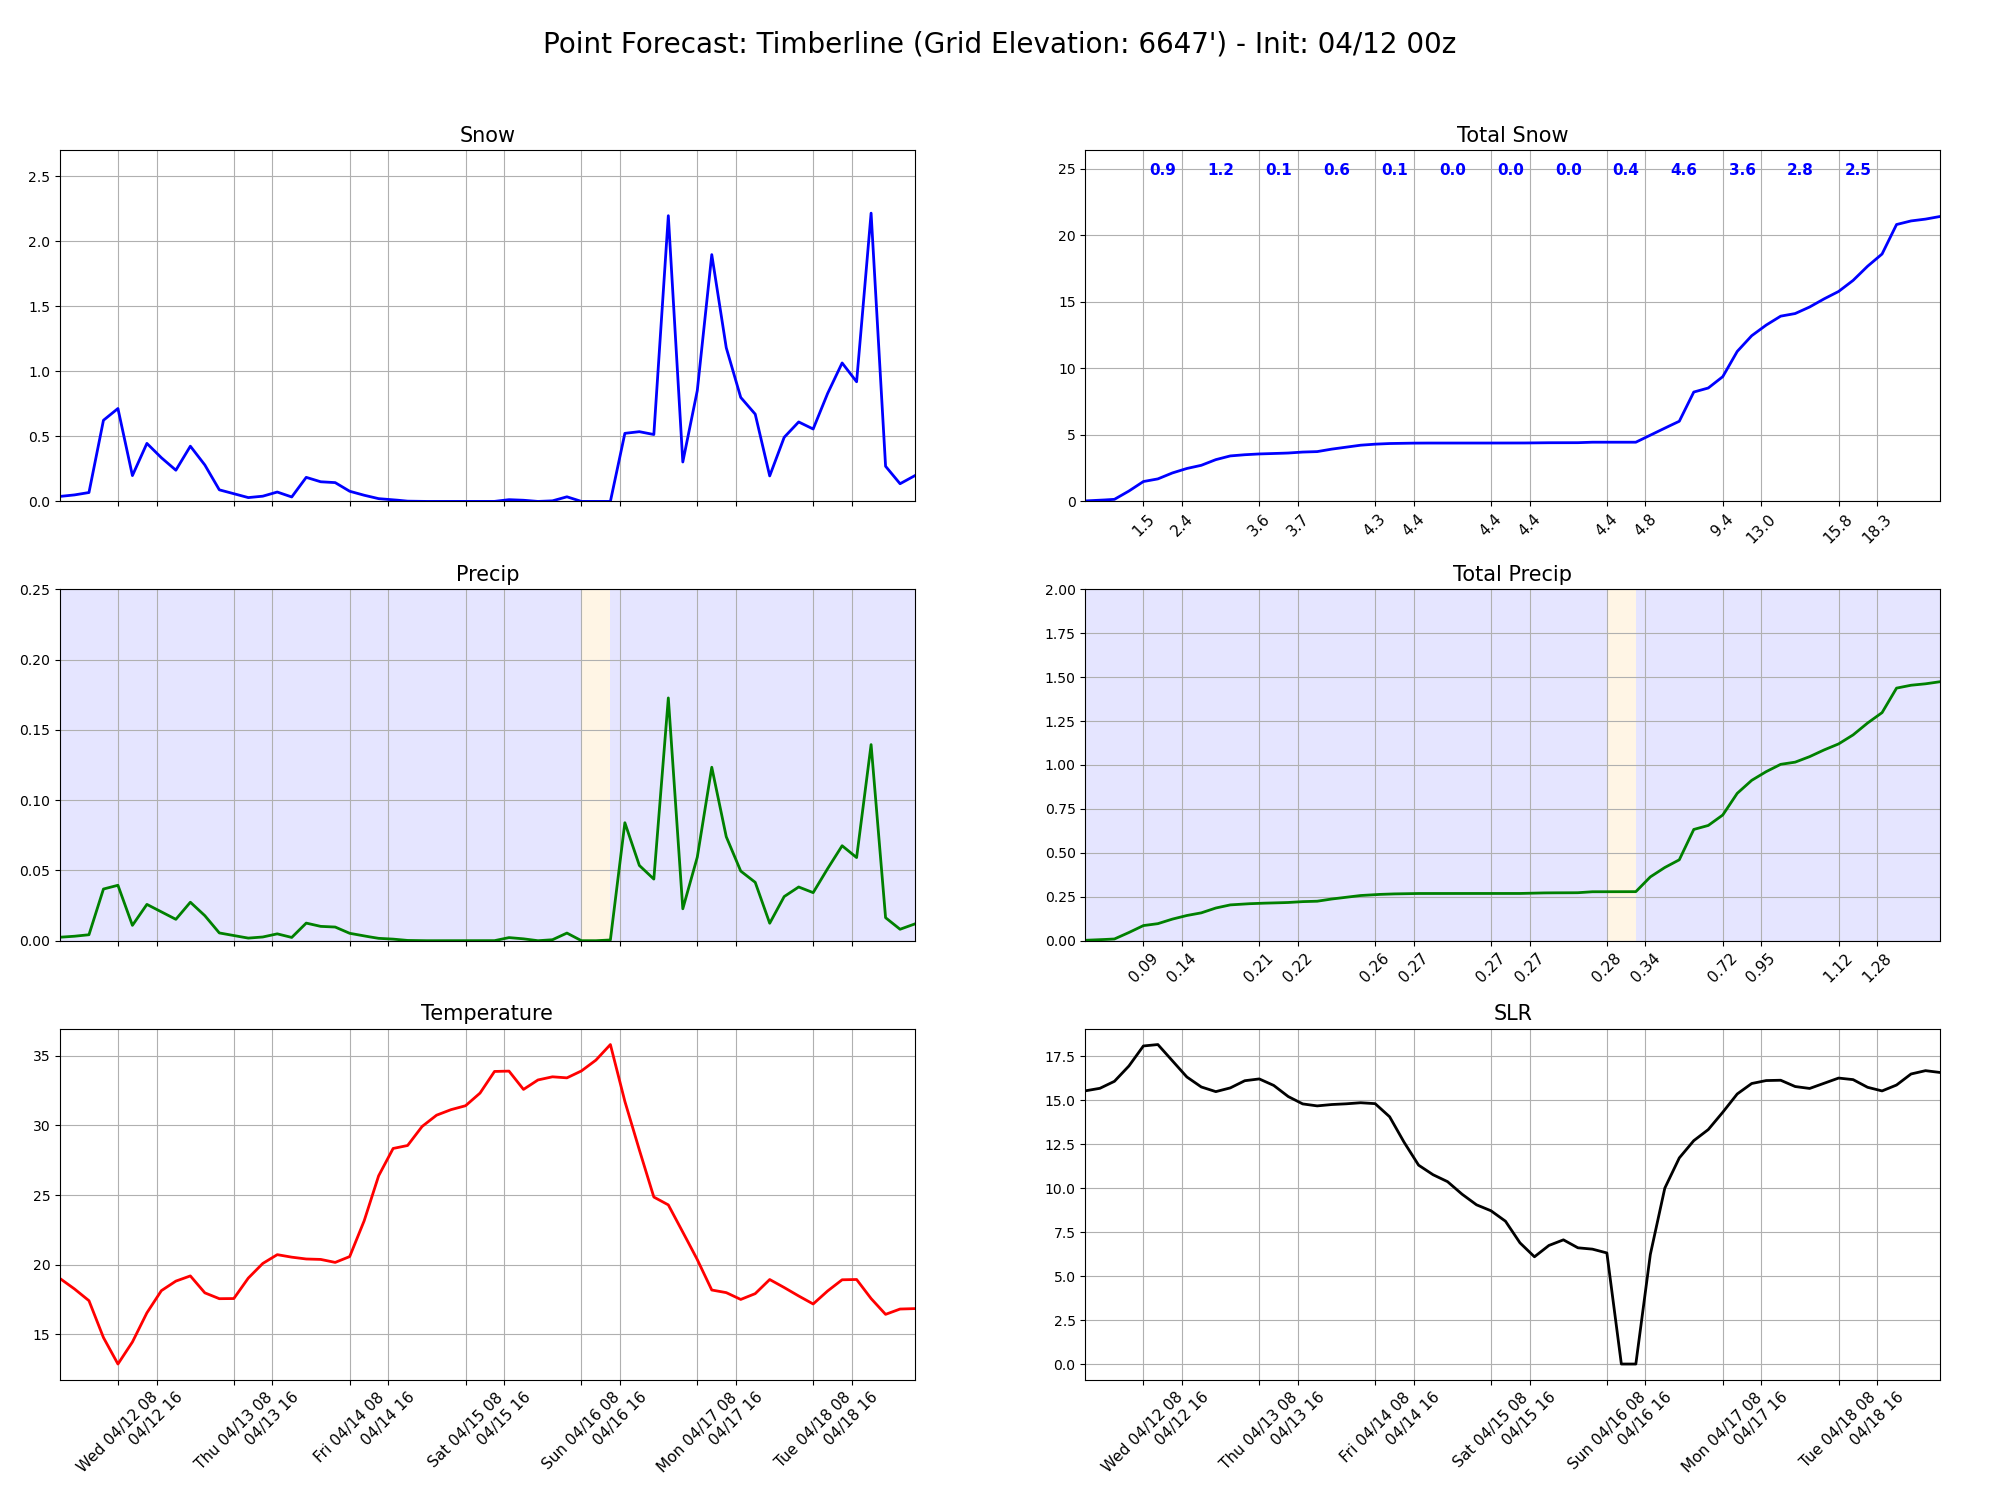 Point Forecast: Timberline (Grid Elevation: 6647') - Init: 04/12 00z
Snow
2.5
2.0
1.5
1.0
0.5
0.0
Total Snow
25
20
15
10
5
0
0.9 1.2 0.1 0.6 0.1 0.0 0.0 0.0 0.4 4.6 3.6 2.8 2.5
1.5 2.4 3.6 3.7 4.3 4.4 4.4 4.4 4.4 4.8 9.4 13.0 15.8 18.3
Precip
0.25
0.20
0.15
0.10
0.05
0.00
Total Precip
2.00
1.75
1.50
1.25
1.00
0.75
0.50
0.25
0.00
0.09 0.14 0.21 0.22 0.26 0.27 0.27 0.27 0.28 0.34 0.72 0.95 1.12 1.28
Temperature
35
30
25
20
15
Wed 04/12 08
04/12 16
Thu 04/13 08
04/13 16
Fri 04/14 08
04/14 16
Sat 04/15 08
04/15 16
Sun 04/16 08
04/16 16
Mon 04/17 08
04/17 16
Tue 04/18 08
04/18 16
SLR
17.5
15.0
12.5
10.0
7.5
5.0
2.5
0.0
Wed 04/12 08
04/12 16
Thu 04/13 08
04/13 16
Fri 04/14 08
04/14 16
Sat 04/15 08
04/15 16
Sun 04/16 08
04/16 16
Mon 04/17 08
04/17 16
Tue 04/18 08
04/18 16